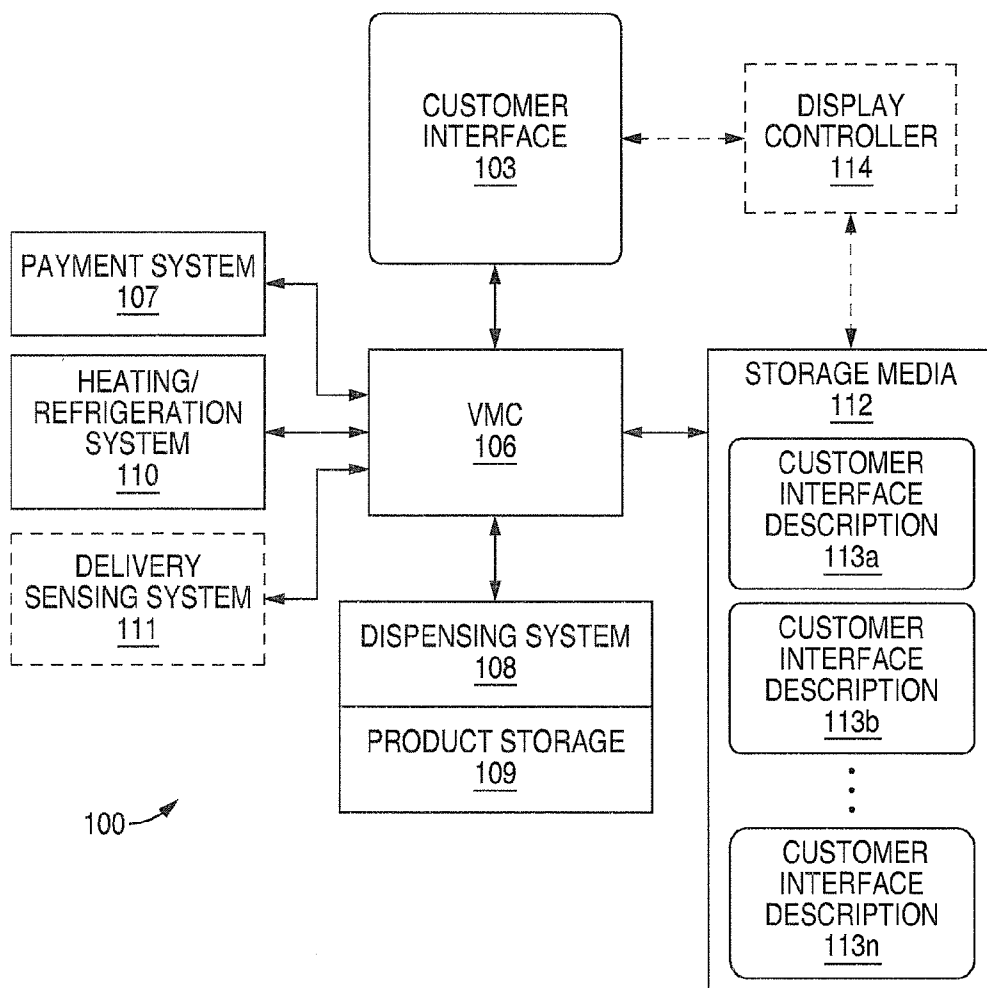 CUSTOMER
INTERFACE
103
DISPLAY
CONTROLLER
114
PAYMENT SYSTEM
107
HEATING/
REFRIGERATION
SYSTEM
110
DELIVERY
SENSING SYSTEM
111
VMC
106
DISPENSING SYSTEM
108
PRODUCT STORAGE
109
STORAGE MEDIA
112
CUSTOMER
INTERFACE
DESCRIPTION
113a
CUSTOMER
INTERFACE
DESCRIPTION
113b
CUSTOMER
INTERFACE
DESCRIPTION
113n
100